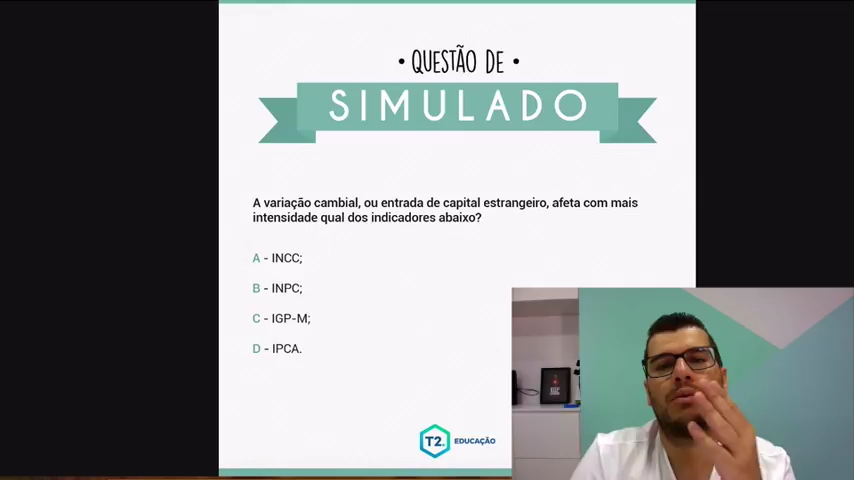 • QUESTÃO DE •
SIMULADO
A variação cambial, ou entrada de capital estrangeiro, afeta com mais
intensidade qual dos indicadores abaixo?
A - INCC;
B - INPC;
C - IGP-M;
D - IPCA.
T2. EDUCAÇÃO